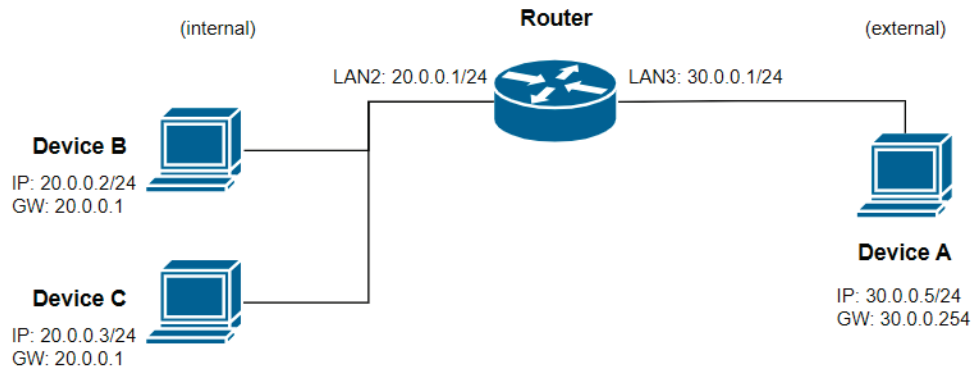 Router
(internal)
(external)
LAN2: 20.0.0.1/24
LAN3: 30.0.0.1/24
Device B
IP: 20.0.0.2/24
GW: 20.0.0.1
Device A
IP: 30.0.0.5/24
GW: 30.0.0.254
Device C
IP: 20.0.0.3/24
GW: 20.0.0.1